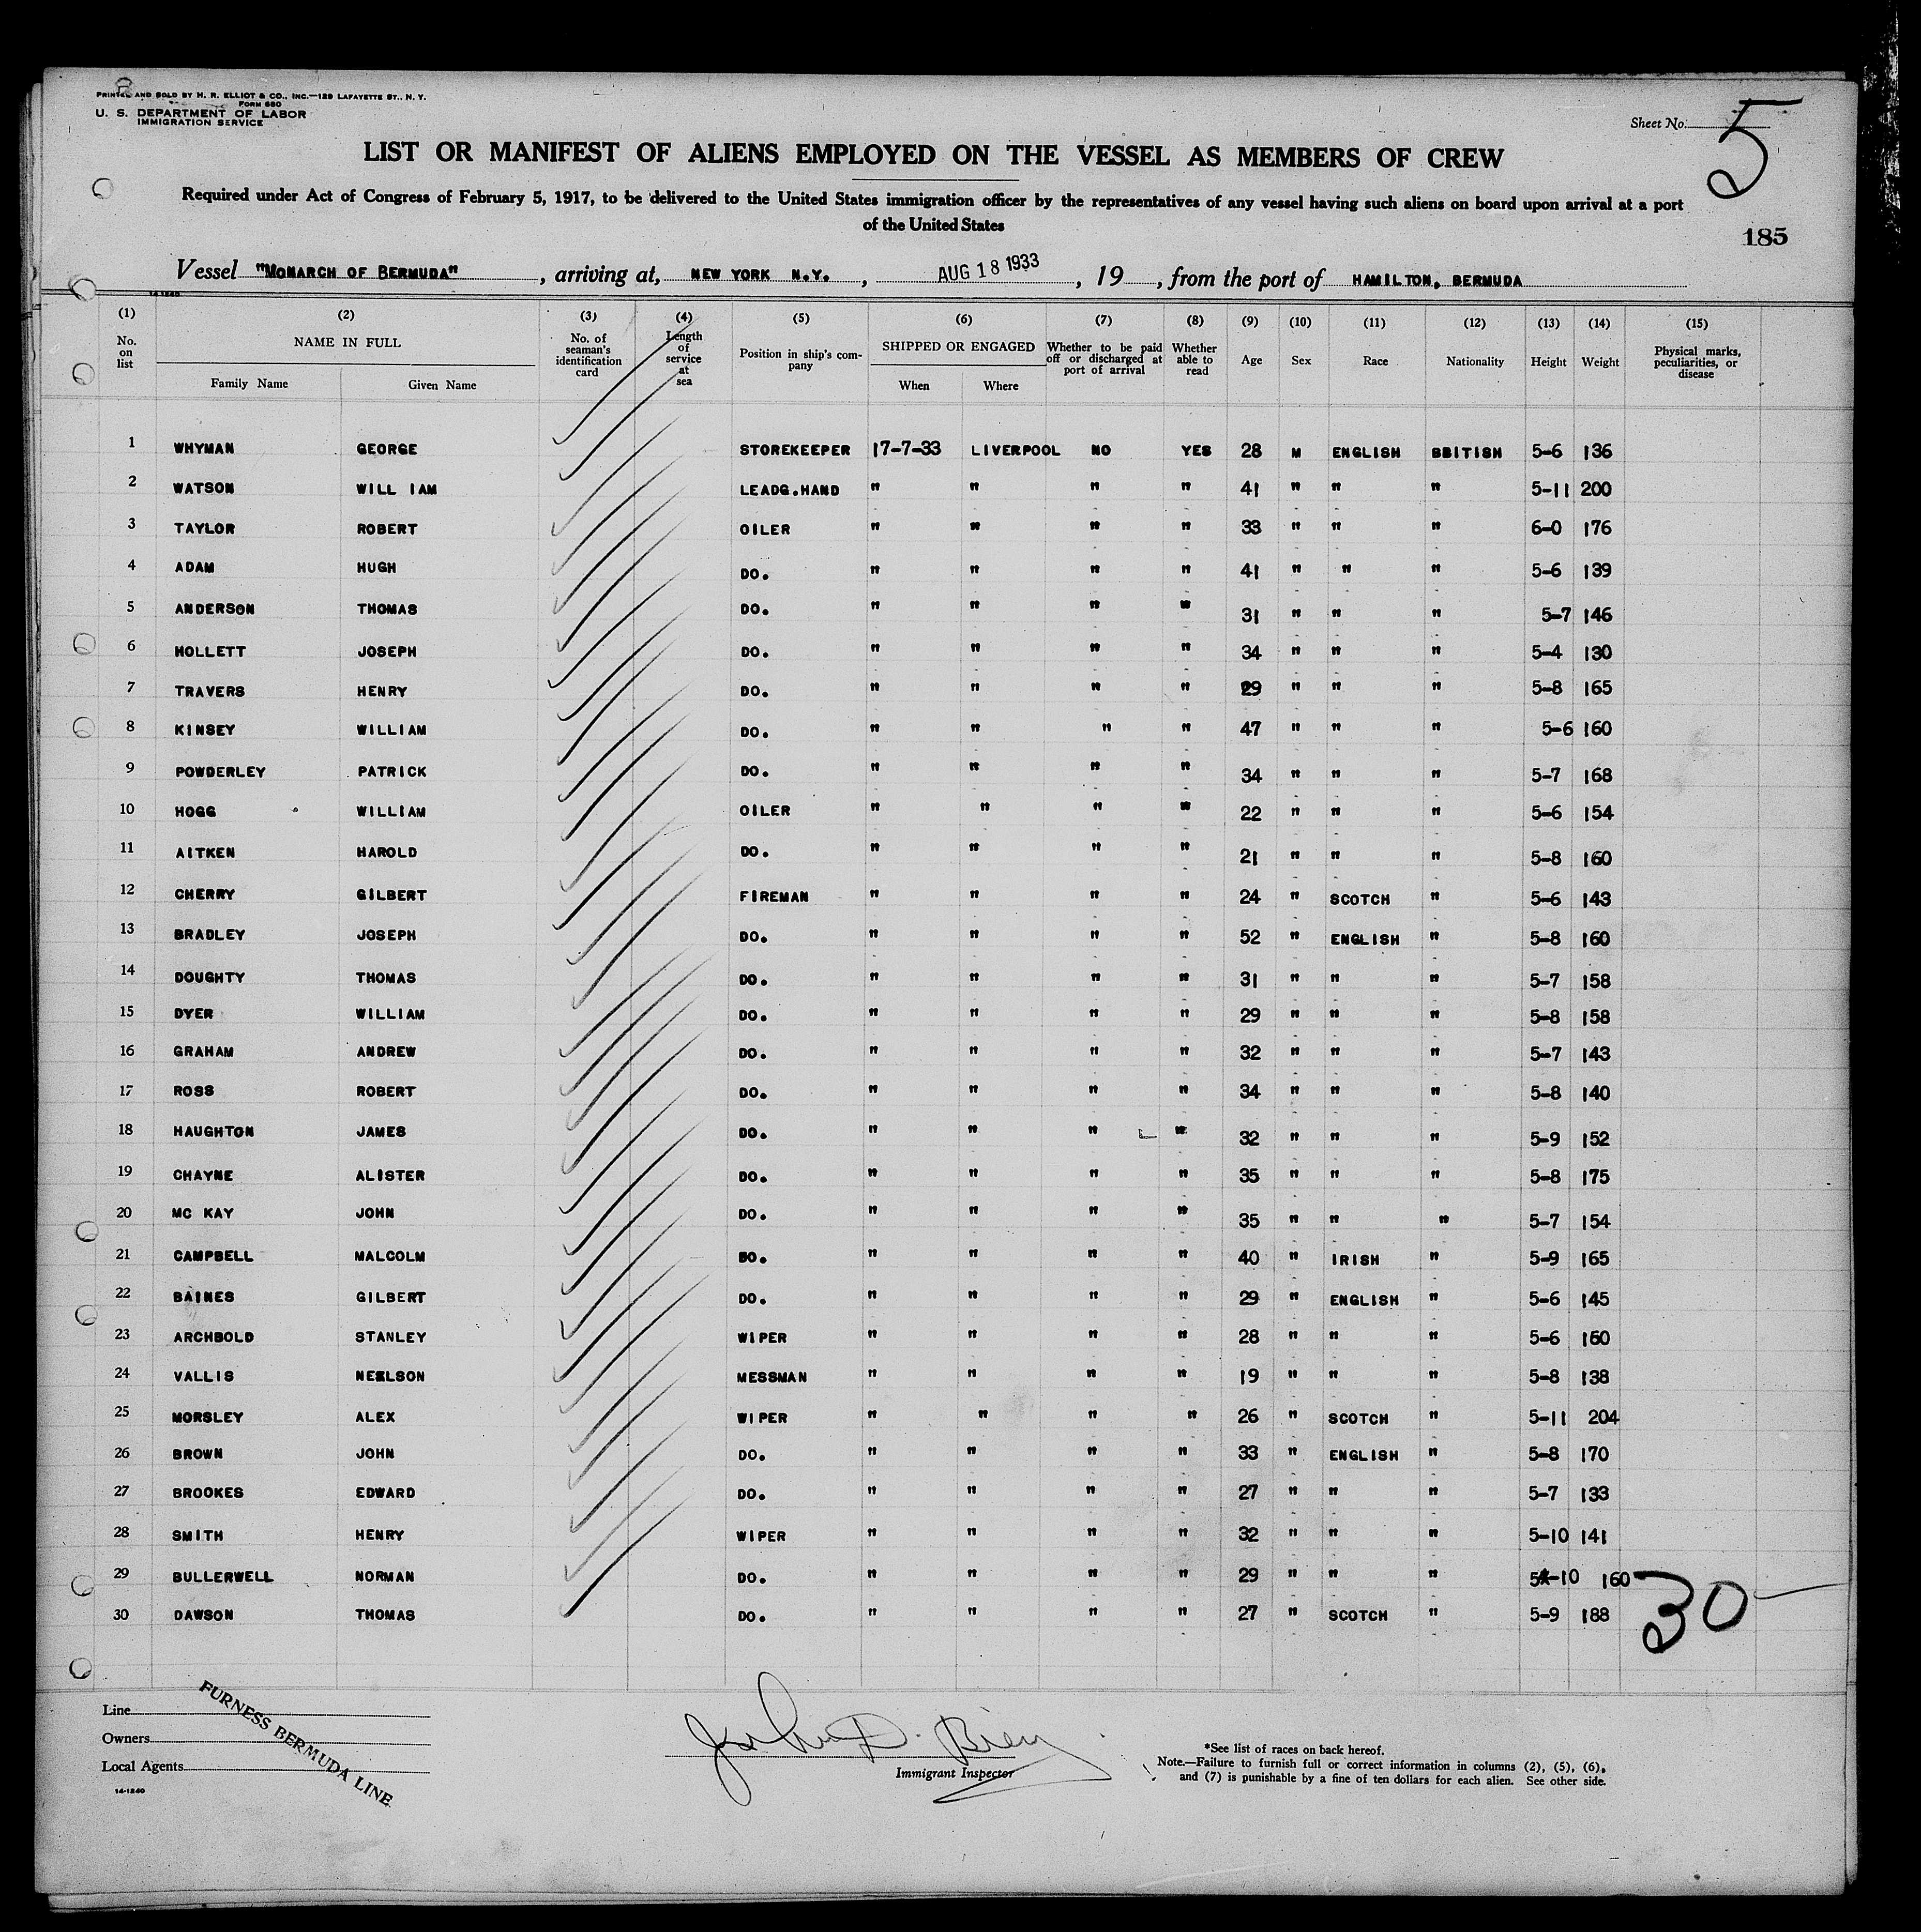 PRINTED AND SOLD BY H. R. ELLIOT & CO., INC.—129 LAFAYETTE ST., N. Y.
FORM 680
U. S. DEPARTMENT OF LABOR
IMMIGRATION SERVICE
Sheet No. 5
LIST OR MANIFEST OF ALIENS EMPLOYED ON THE VESSEL AS MEMBERS OF CREW
Required under Act of Congress of February 5, 1917, to be delivered to the United States immigration officer by the representatives of any vessel having such aliens on board upon arrival at a port
of the United States
185
Vessel "MONARCH OF BERMUDA", arriving at, NEW YORK N.Y., AUG 18 1933, 19 , from the port of HAMILTON, BERMUDA
14-1240
(1) (2) (3) (4) (5) (6) (7) (8) (9) (10) (11) (12) (13) (14) (15)
No. on list NAME IN FULL Family Name Given Name No. of seaman's identification card Length of service at sea Position in ship's company SHIPPED OR ENGAGED When Where Whether to be paid off or discharged at port of arrival Whether able to read Age Sex Race Nationality Height Weight Physical marks, peculiarities, or disease
1 WHYMAN GEORGE STOREKEEPER 17-7-33 LIVERPOOL NO YES 28 M ENGLISH BBITISH 5-6 136
2 WATSON WILL IAM LEADG.HAND " " " " 41 " " " 5-11 200
3 TAYLOR ROBERT OILER " " " " 33 " " " 6-0 176
4 ADAM HUGH DO. " " " " 41 " " " 5-6 139
5 ANDERSON THOMAS DO. " " " " 31 " " " 5-7 146
6 HOLLETT JOSEPH DO. " " " " 34 " " " 5-4 130
7 TRAVERS HENRY DO. " " " " 29 " " " 5-8 165
8 KINSEY WILLIAM DO. " " " " 47 " " " 5-6 160
9 POWDERLEY PATRICK DO. " " " " 34 " " " 5-7 168
10 HOGG WILLIAM OILER " " " " 22 " " " 5-6 154
11 AITKEN HAROLD DO. " " " " 21 " " " 5-8 160
12 CHERRY GILBERT FIREMAN " " " " 24 " SCOTCH " 5-6 143
13 BRADLEY JOSEPH DO. " " " " 52 " ENGLISH " 5-8 160
14 DOUGHTY THOMAS DO. " " " " 31 " " " 5-7 158
15 DYER WILLIAM DO. " " " " 29 " " " 5-8 158
16 GRAHAM ANDREW DO. " " " " 32 " " " 5-7 143
17 ROSS ROBERT DO. " " " " 34 " " " 5-8 140
18 HAUGHTON JAMES DO. " " " " 32 " " " 5-9 152
19 CHAYNE ALISTER DO. " " " " 35 " " " 5-8 175
20 MC KAY JOHN DO. " " " " 35 " " " 5-7 154
21 CAMPBELL MALCOLM DO. " " " " 40 " IRISH " 5-9 165
22 BAINES GILBERT DO. " " " " 29 " ENGLISH " 5-6 145
23 ARCHBOLD STANLEY WIPER " " " " 28 " " " 5-6 160
24 VALLIS NEELSON MESSMAN " " " " 19 " " " 5-8 138
25 MORSLEY ALEX WIPER " " " " 26 " SCOTCH " 5-11 204
26 BROWN JOHN DO. " " " " 33 " ENGLISH " 5-8 170
27 BROOKES EDWARD DO. " " " " 27 " " " 5-7 133
28 SMITH HENRY WIPER " " " " 32 " " " 5-10 141
29 BULLERWELL NORMAN DO. " " " " 29 " " " 5-10 160
30 DAWSON THOMAS DO. " " " " 27 " SCOTCH " 5-9 188
30
Line
Owners
Local Agents
FURNESS BERMUDA LINE
14-1240
John D. Bien
Immigrant Inspector
*See list of races on back hereof.
Note.—Failure to furnish full or correct information in columns (2), (5), (6), and (7) is punishable by a fine of ten dollars for each alien. See other side.